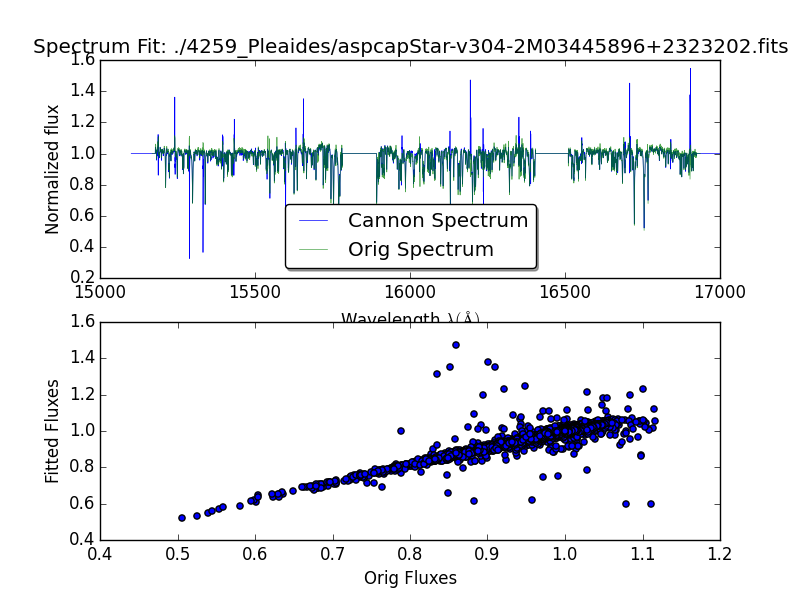 Spectrum Fit: ./4259_Pleaides/aspcapStar-v304-2M03445896+2323202.fits
1.6
1.4
1.2
1.0
0.8
0.6
0.4
0.2
Normalized flux
Cannon Spectrum
Orig Spectrum
15000 15500 16000 16500 17000
Wavelength λ(Å)
1.6
1.4
1.2
1.0
0.8
0.6
0.4
Fitted Fluxes
0.4 0.5 0.6 0.7 0.8 0.9 1.0 1.1 1.2
Orig Fluxes